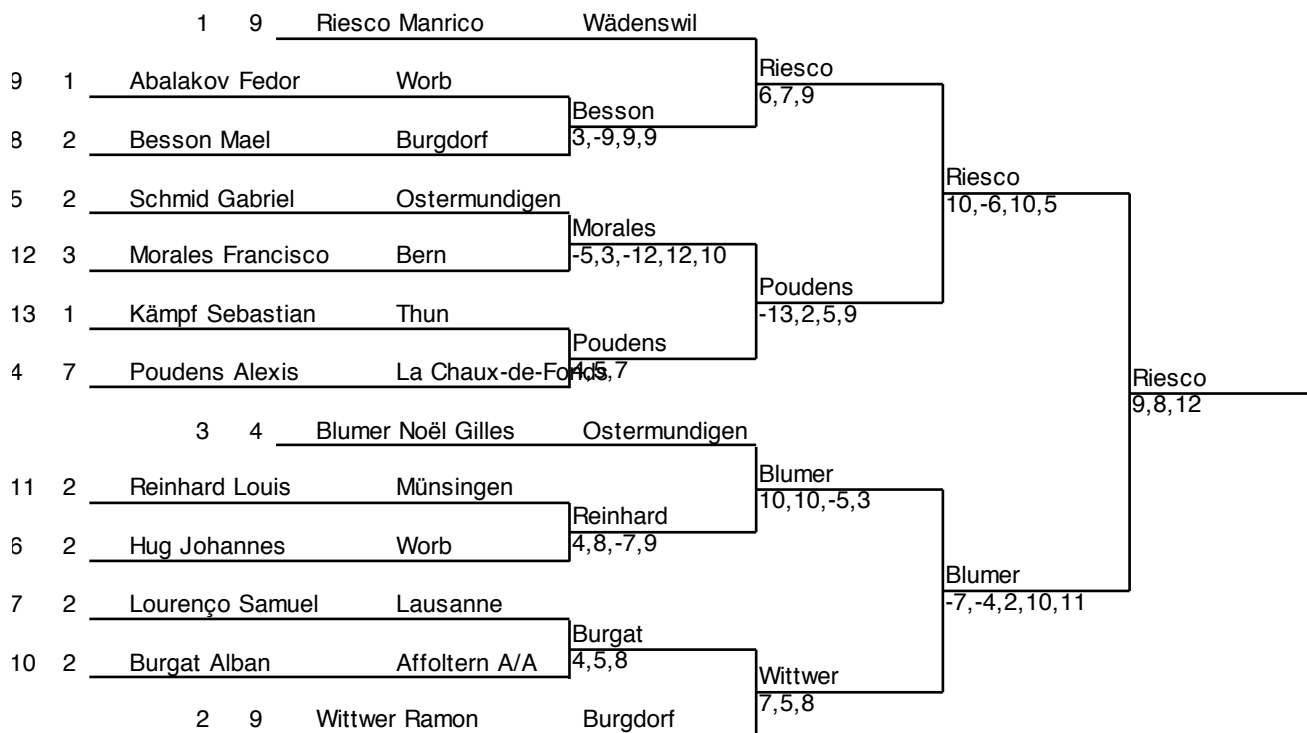 1 9 Riesco Manrico Wädenswil
Riesco
9 1 Abalakov Fedor Worb
6,7,9
Besson
8 2 Besson Mael Burgdorf
3,-9,9,9
Riesco
5 2 Schmid Gabriel Ostermundigen
10,-6,10,5
Morales
12 3 Morales Francisco Bern
-5,3,-12,12,10
Poudens
13 1 Kämpf Sebastian Thun
-13,2,5,9
Poudens
4 7 Poudens Alexis La Chaux-de-Fonds
4,5,7
Riesco
9,8,12
3 4 Blumer Noël Gilles Ostermundigen
Blumer
11 2 Reinhard Louis Münsingen
10,10,-5,3
Reinhard
6 2 Hug Johannes Worb
4,8,-7,9
Blumer
7 2 Lourenço Samuel Lausanne
-7,-4,2,10,11
Burgat
10 2 Burgat Alban Affoltern A/A
4,5,8
Wittwer
7,5,8
2 9 Wittwer Ramon Burgdorf